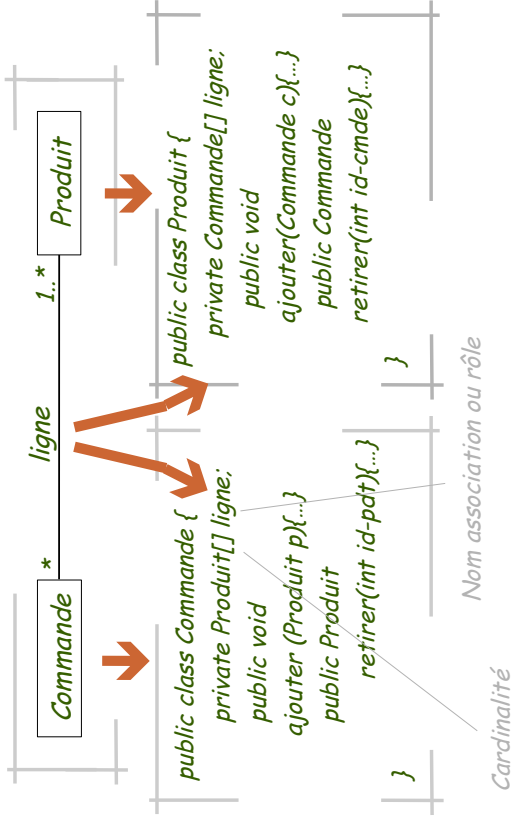 Commande
*
ligne
1..*
Produit
public class Commande {
private Produit[] ligne;
public void
ajouter (Produit p){…}
public Produit
retirer(int id-pdt){…}
}
public class Produit {
private Commande[] ligne;
public void
ajouter(Commande c){…}
public Commande
retirer(int id-cmde){…}
}
Cardinalité
Nom association ou rôle